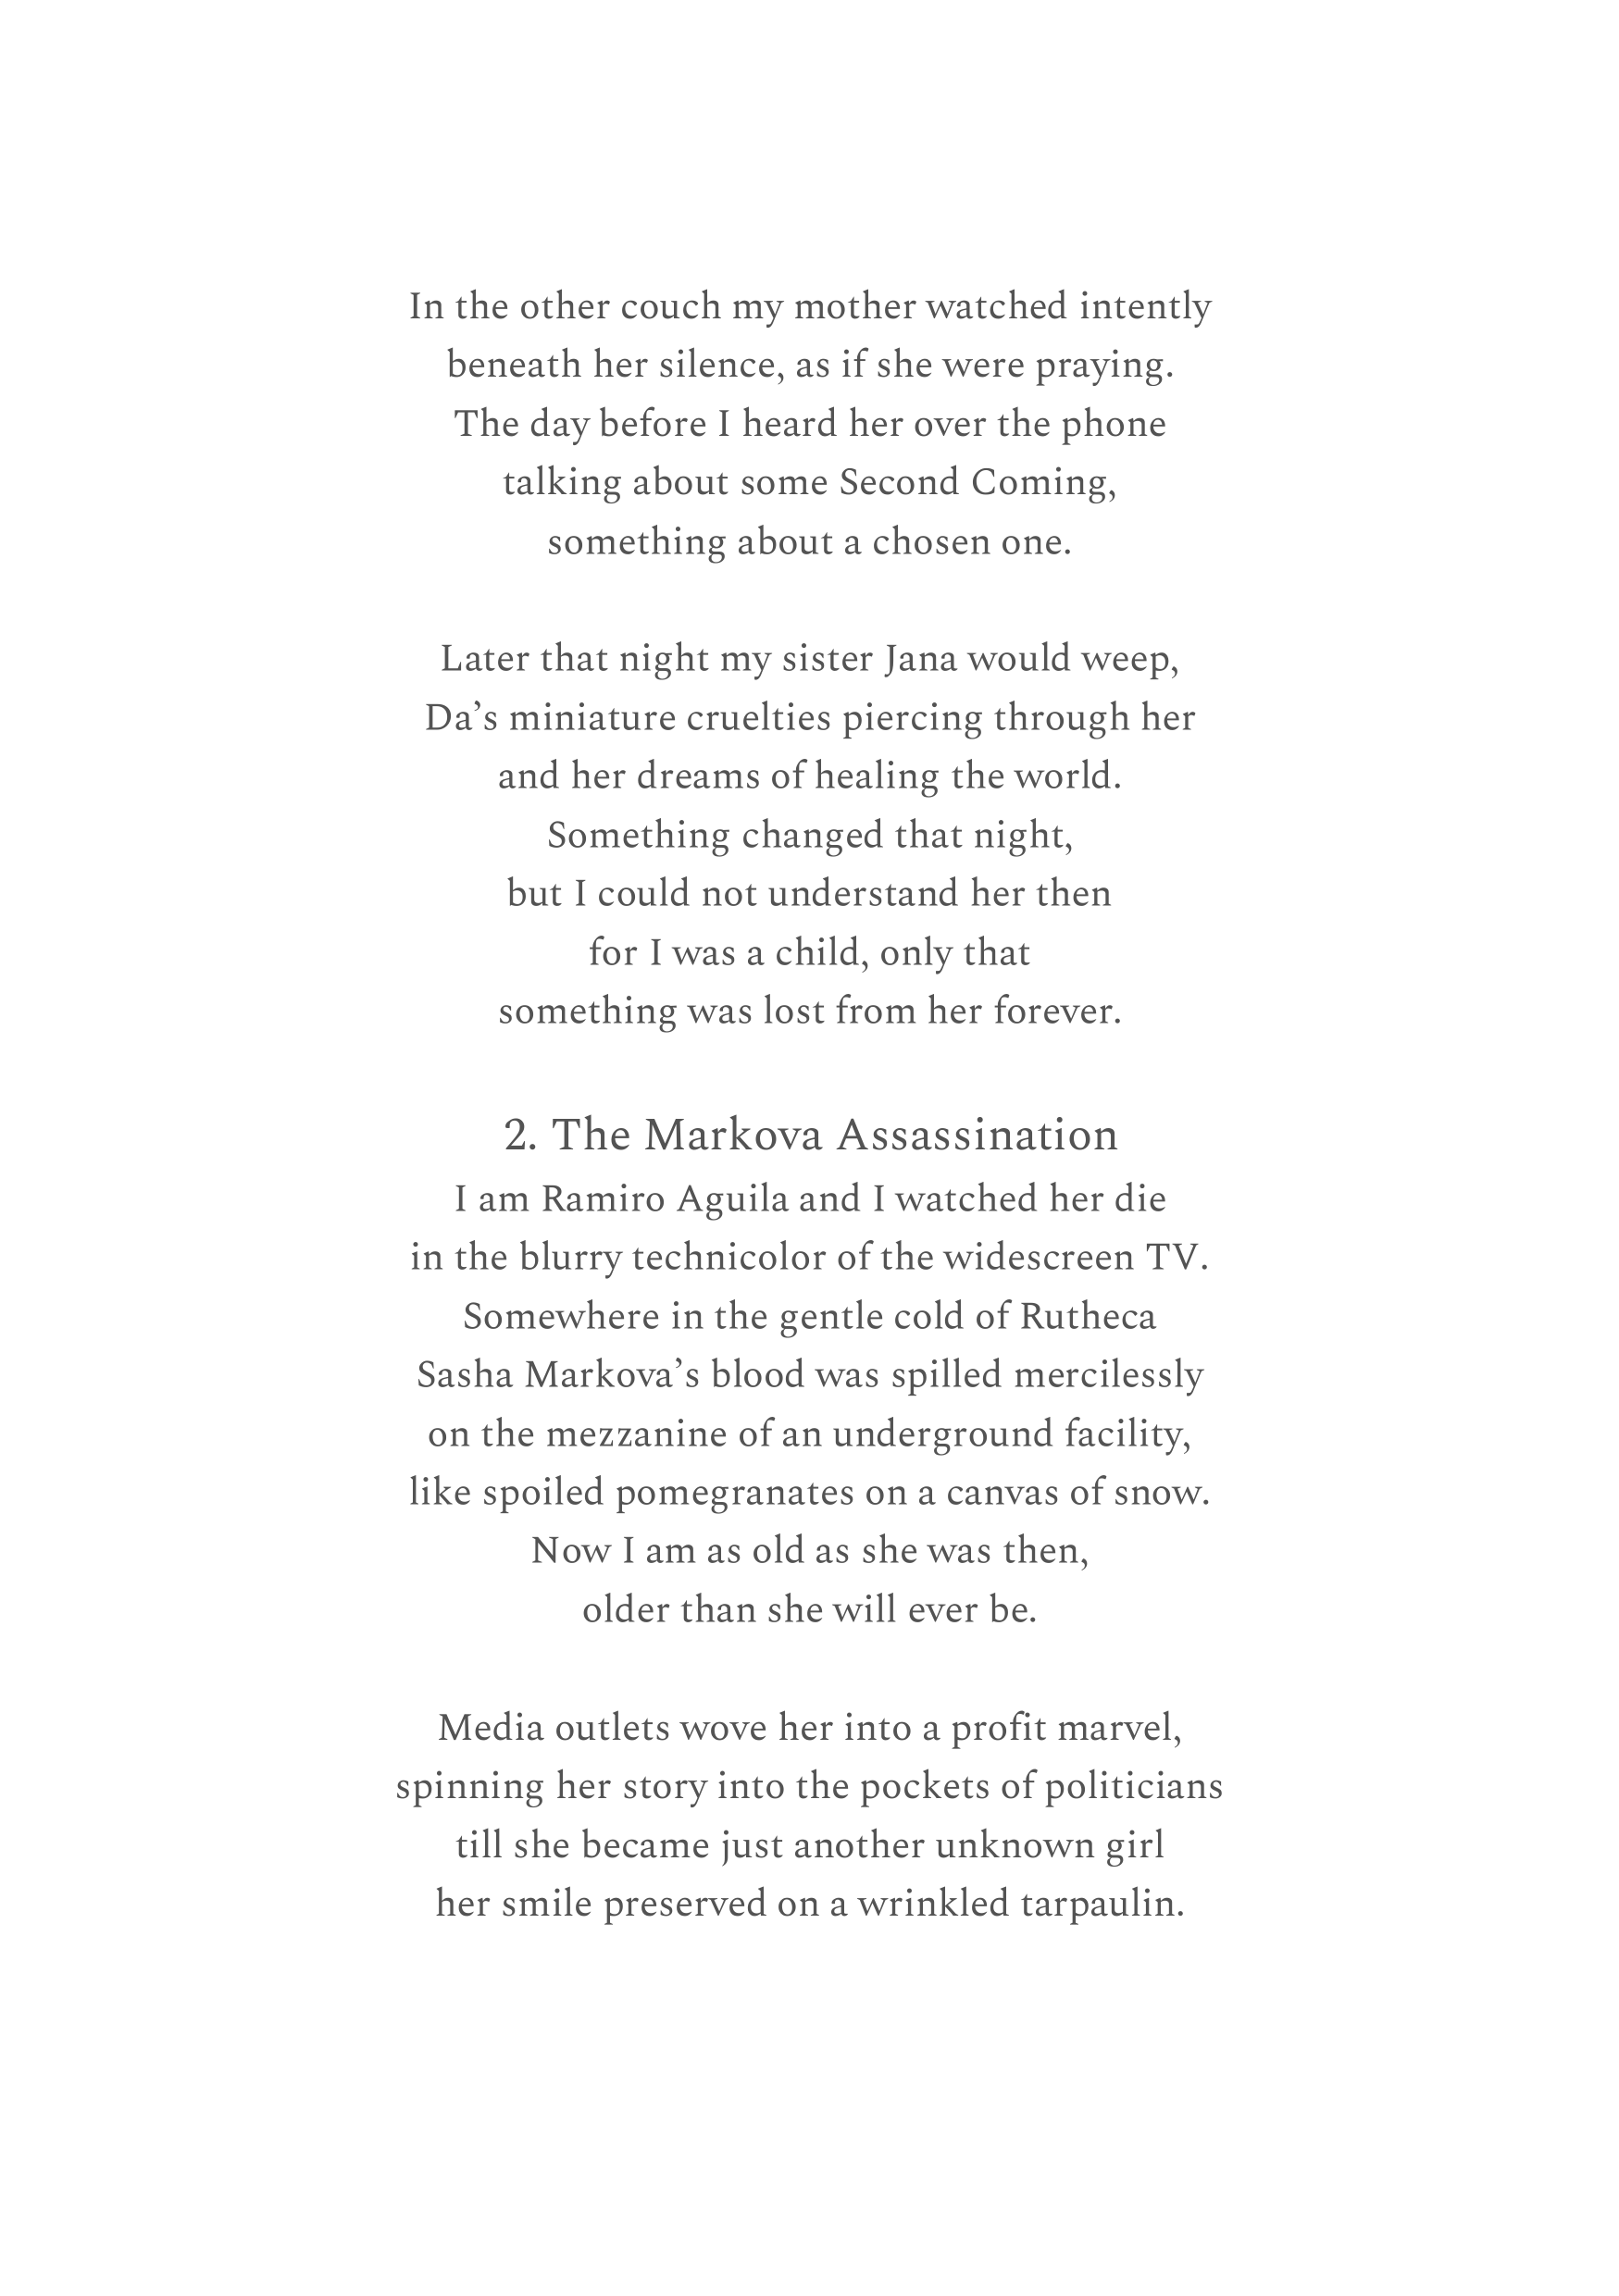 In the other couch my mother watched intently
beneath her silence, as if she were praying.
The day before I heard her over the phone
talking about some Second Coming,
something about a chosen one.
Later that night my sister Jana would weep,
Da’s miniature cruelties piercing through her
and her dreams of healing the world.
Something changed that night,
but I could not understand her then
for I was a child, only that
something was lost from her forever.
2. The Markova Assassination
I am Ramiro Aguila and I watched her die
in the blurry technicolor of the widescreen TV.
Somewhere in the gentle cold of Rutheca
Sasha Markova’s blood was spilled mercilessly
on the mezzanine of an underground facility,
like spoiled pomegranates on a canvas of snow.
Now I am as old as she was then,
older than she will ever be.
Media outlets wove her into a profit marvel,
spinning her story into the pockets of politicians
till she became just another unknown girl
her smile preserved on a wrinkled tarpaulin.